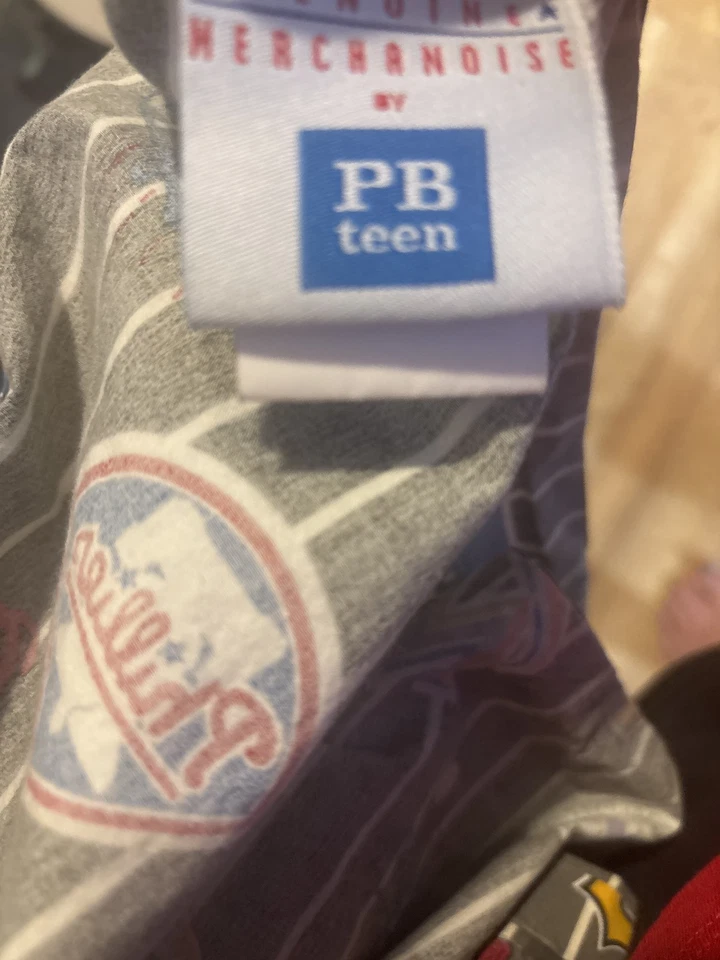 MERCHANDISE
BY
PB
teen
Phillies